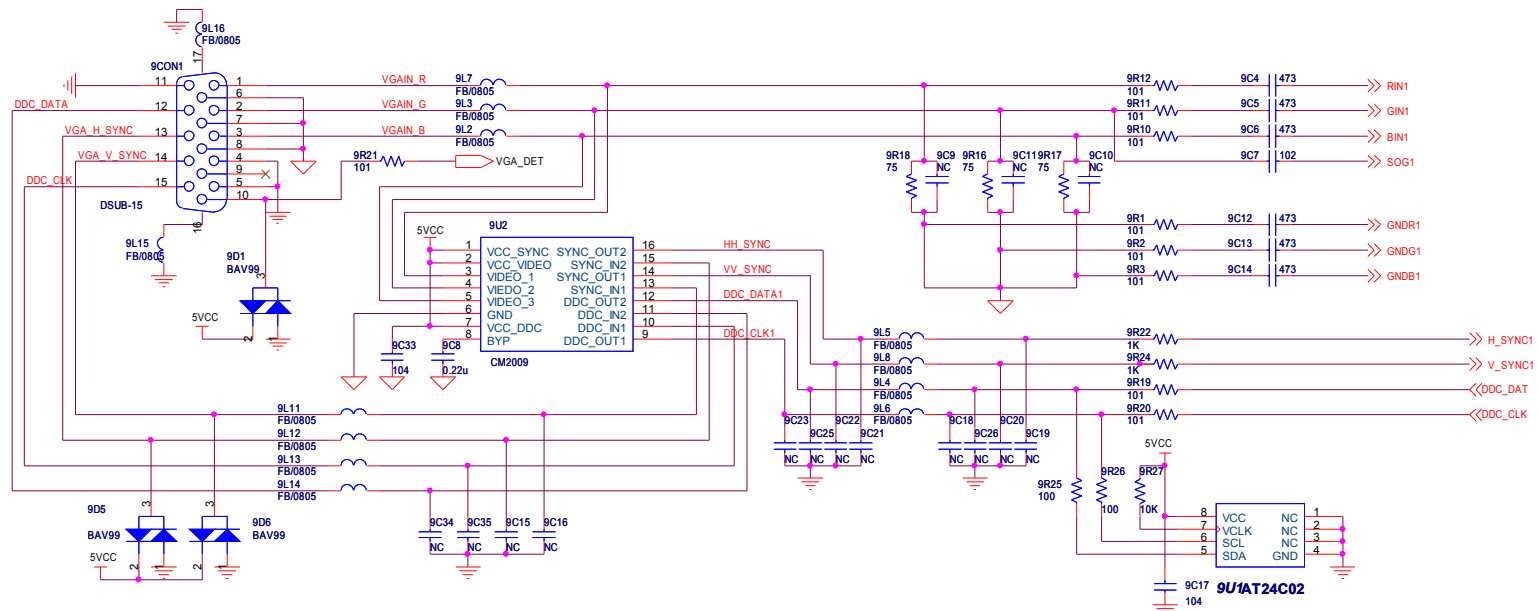 9L16
FB/0805
17
9CON1
11
12
13
14
15
1
6
2
7
3
8
4
9
5
10
16
DSUB-15
DDC_DATA
VGA_H_SYNC
VGA_V_SYNC
DDC_CLK
9L15
FB/0805
VGAIN_R
VGAIN_G
VGAIN_B
9L7
FB/0805
9L3
FB/0805
9L2
FB/0805
9R21
101
VGA_DET
9D1
BAV99
3
2
1
5VCC
9U2
5VCC
1 VCC_SYNC SYNC_OUT2 16
2 VCC_VIDEO SYNC_IN2 15
3 VIDEO_1 SYNC_OUT1 14
4 VIEDO_2 SYNC_IN1 13
5 VIDEO_3 DDC_OUT2 12
6 GND DDC_IN2 11
7 VCC_DDC DDC_IN1 10
8 BYP DDC_OUT1 9
CM2009
HH_SYNC
VV_SYNC
DDC_DATA1
DDC_CLK1
9C33
104
9C8
0.22u
9R12
101
9R11
101
9R10
101
9C4 473
9C5 473
9C6 473
9C7 102
RIN1
GIN1
BIN1
SOG1
9R18
75
9C9
NC
9R16
75
9C11
NC
9R17
75
9C10
NC
9R1
101
9R2
101
9R3
101
9C12 473
9C13 473
9C14 473
GNDR1
GNDG1
GNDB1
9L5
FB/0805
9L8
FB/0805
9L4
FB/0805
9L6
FB/0805
9R22
1K
9R24
1K
9R19
101
9R20
101
H_SYNC1
V_SYNC1
DDC_DAT
DDC_CLK
9C23
NC
9C25
NC
9C22
NC
9C21
NC
9C18
NC
9C26
NC
9C20
NC
9C19
NC
9L11
FB/0805
9L12
FB/0805
9L13
FB/0805
9L14
FB/0805
9C34
NC
9C35
NC
9C15
NC
9C16
NC
9D5
BAV99
3
2
1
9D6
BAV99
3
2
1
5VCC
5VCC
9R25
100
9R26
100
9R27
10K
8 VCC NC 1
7 VCLK NC 2
6 SCL NC 3
5 SDA GND 4
9U1AT24C02
9C17
104